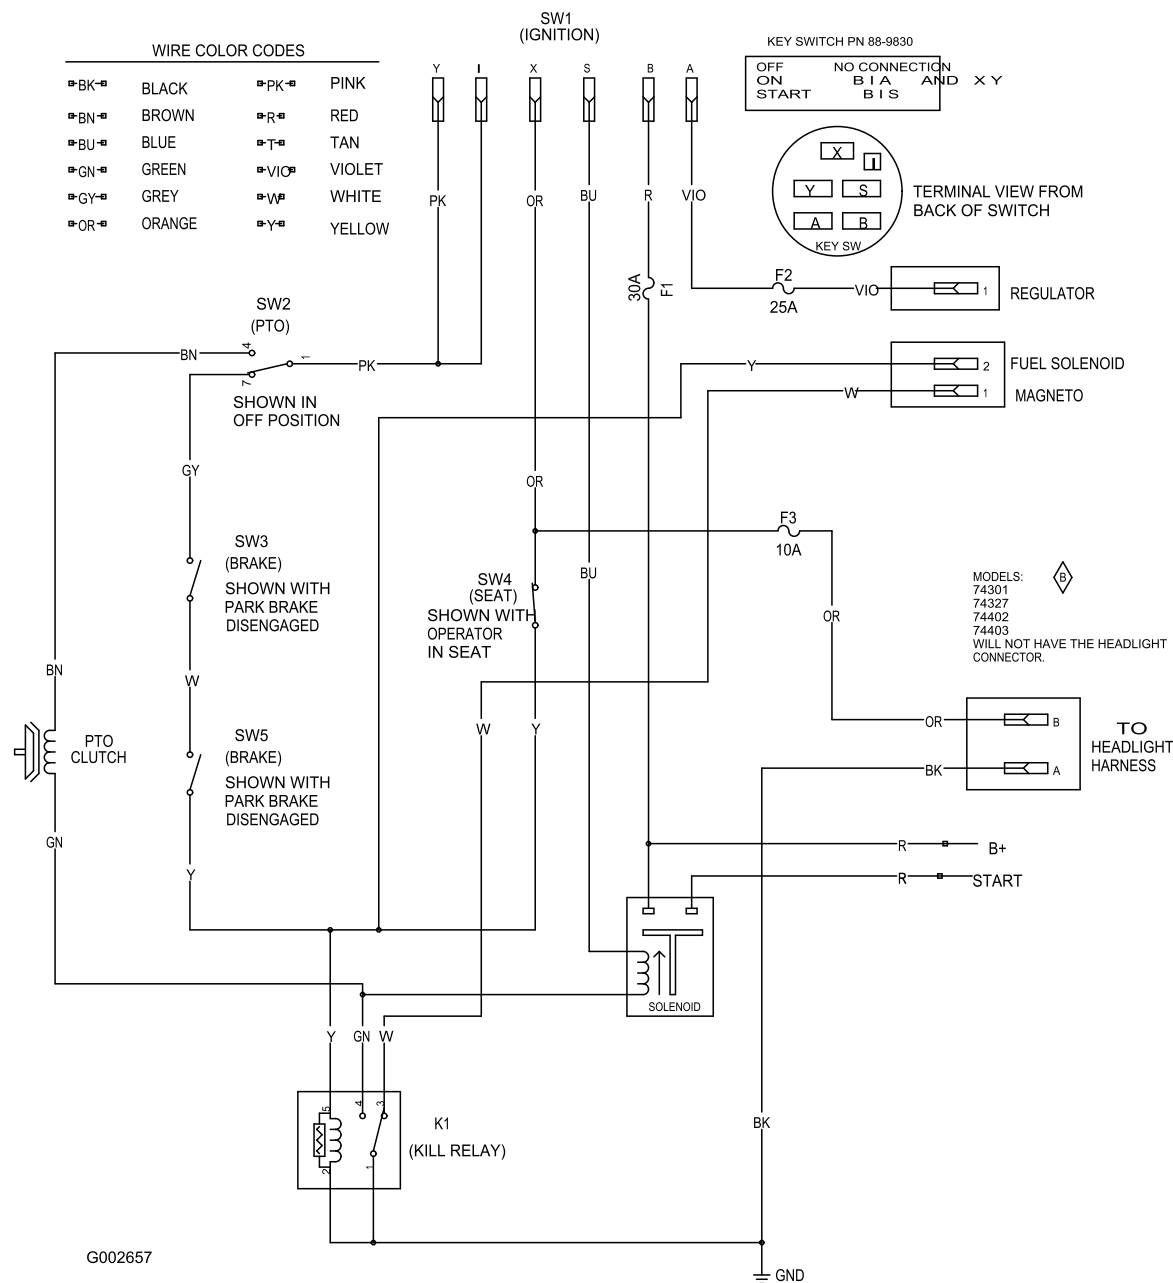 SW1
(IGNITION)
WIRE COLOR CODES
BK BLACK PK PINK
BN BROWN R RED
BU BLUE T TAN
GN GREEN VIO VIOLET
GY GREY W WHITE
OR ORANGE Y YELLOW
Y I X S B A
KEY SWITCH PN 88-9830
OFF NO CONNECTION
ON B I A AND X Y
START B I S
X
I
Y S
A B
KEY SW
TERMINAL VIEW FROM
BACK OF SWITCH
PK OR BU R VIO
30A
F1
F2
25A
VIO
1
REGULATOR
SW2
(PTO)
4
1
7
BN
PK
SHOWN IN
OFF POSITION
Y
2
FUEL SOLENOID
W
1
MAGNETO
GY
OR
F3
10A
SW3
(BRAKE)
SHOWN WITH
PARK BRAKE
DISENGAGED
SW4
(SEAT)
SHOWN WITH
OPERATOR
IN SEAT
BU
OR
MODELS:
B
74301
74327
74402
74403
WILL NOT HAVE THE HEADLIGHT
CONNECTOR.
BN
W
W
Y
SW5
(BRAKE)
SHOWN WITH
PARK BRAKE
DISENGAGED
PTO
CLUTCH
OR
B
BK
A
TO
HEADLIGHT
HARNESS
GN
Y
R
B+
R
START
SOLENOID
Y
GN
W
5
4
3
2
1
K1
(KILL RELAY)
BK
G002657
GND